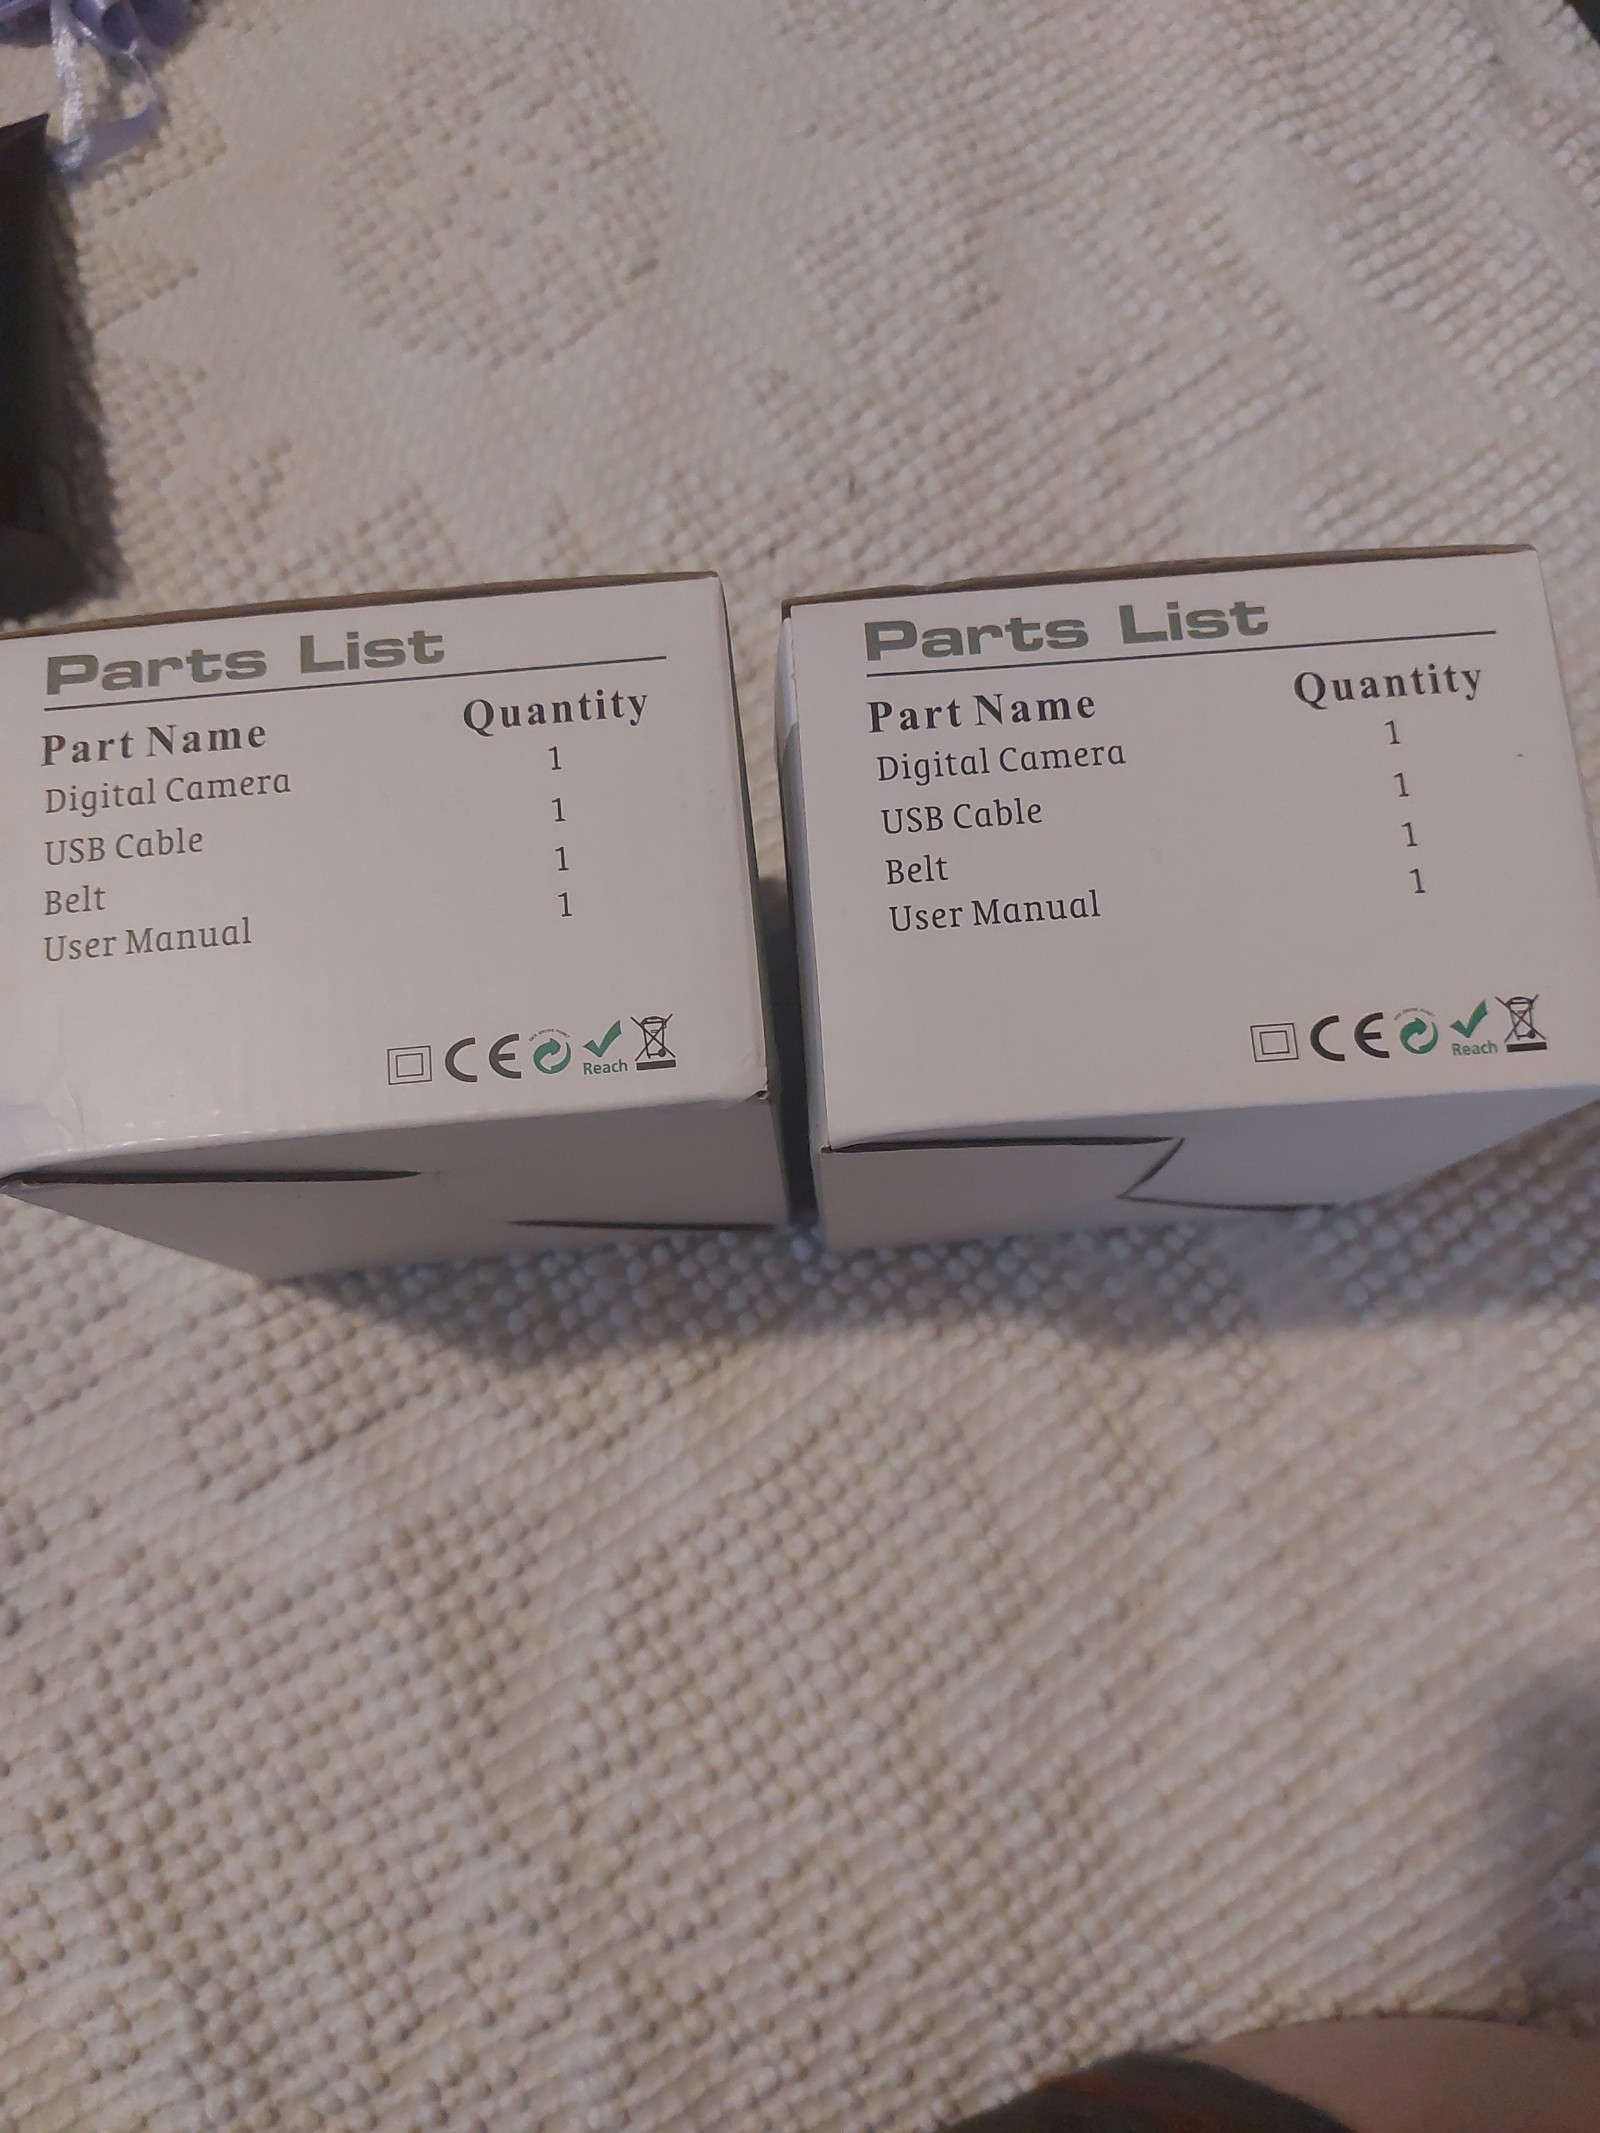 Parts List
Part Name Quantity
Digital Camera 1
USB Cable 1
Belt 1
User Manual 1
CE
Reach
Parts List
Part Name Quantity
Digital Camera 1
USB Cable 1
Belt 1
User Manual 1
CE
Reach